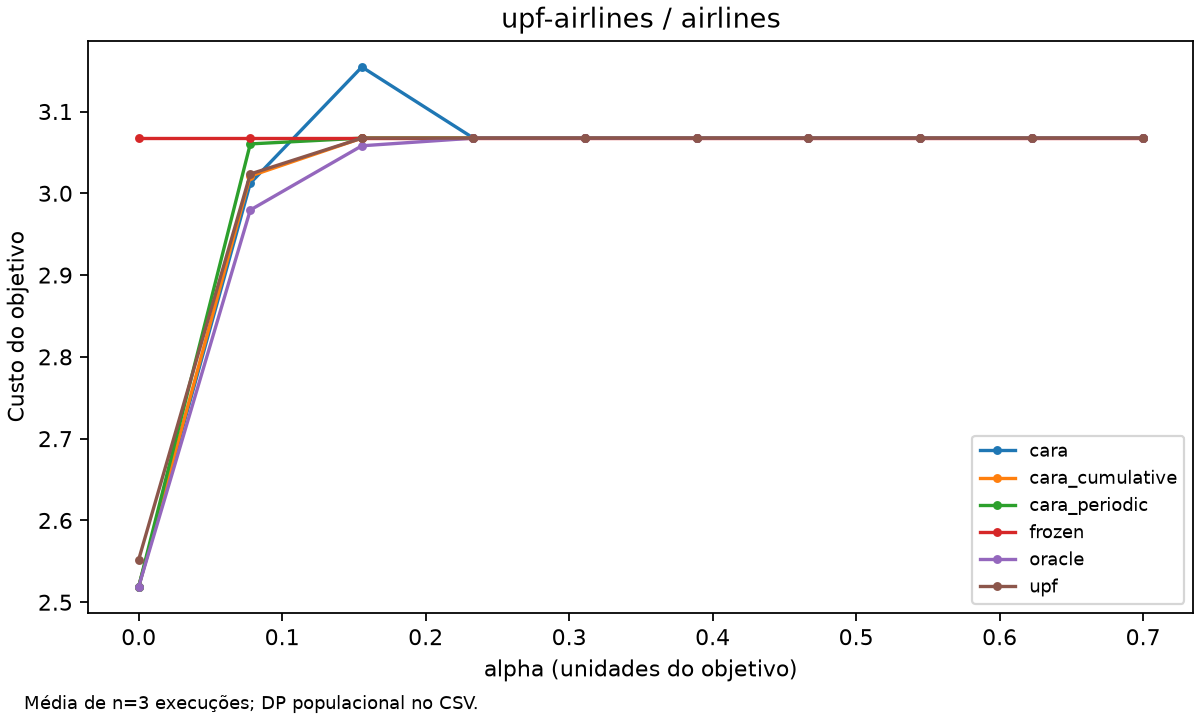 upf-airlines / airlines
Custo do objetivo
3.1
3.0
2.9
2.8
2.7
2.6
2.5
0.0 0.1 0.2 0.3 0.4 0.5 0.6 0.7
alpha (unidades do objetivo)
cara
cara_cumulative
cara_periodic
frozen
oracle
upf
Média de n=3 execuções; DP populacional no CSV.